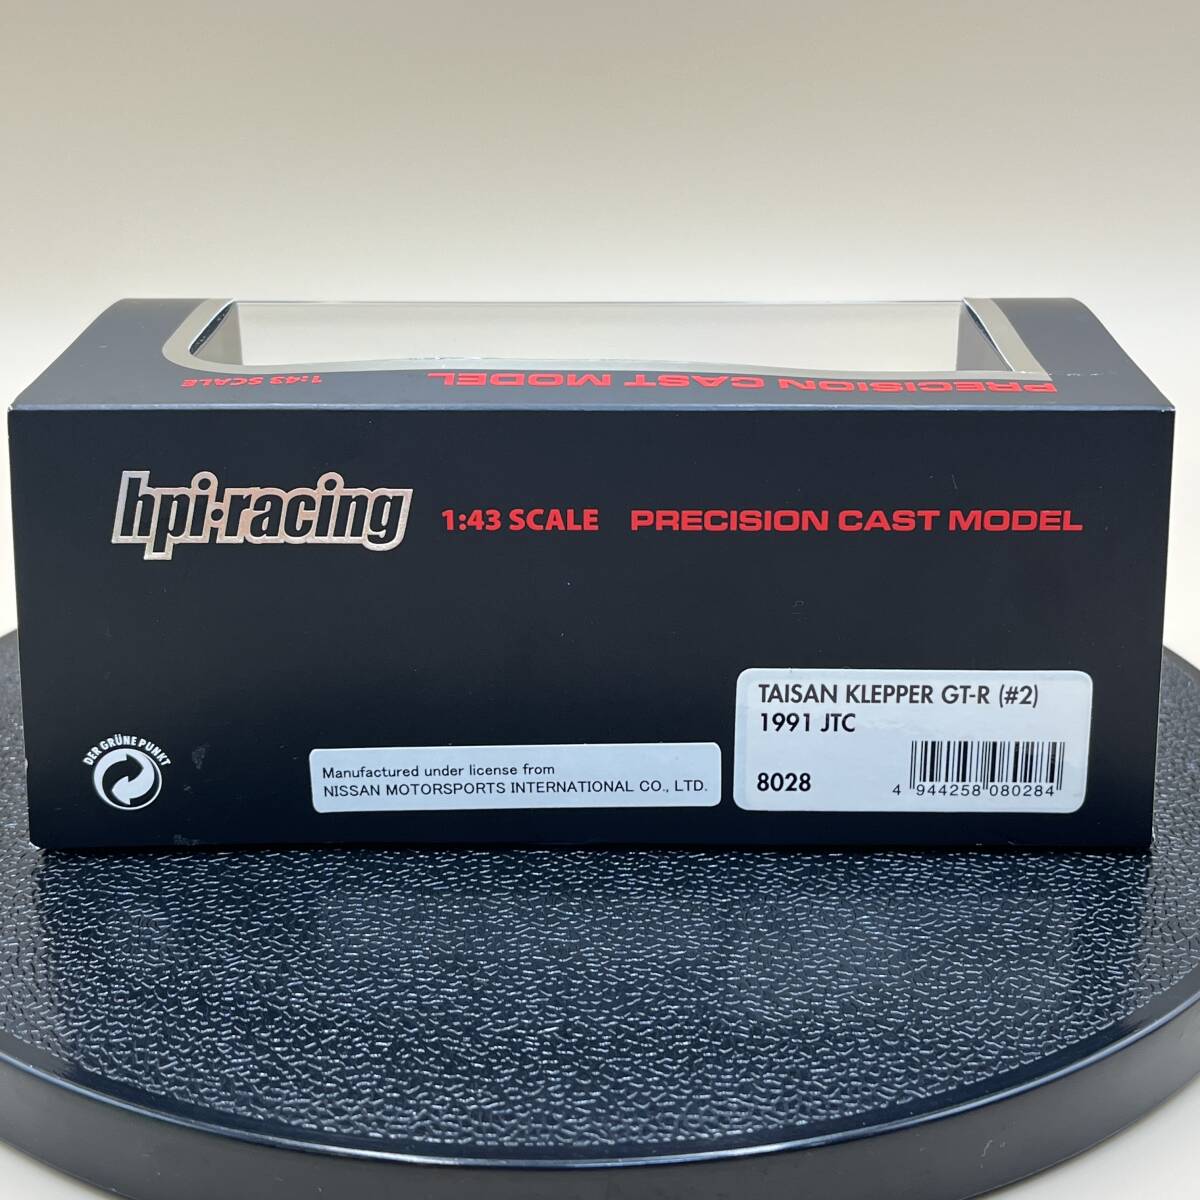 1:43 SCALE
PRECISION CAST MODEL
hpi·racing
1:43 SCALE PRECISION CAST MODEL
TAISAN KLEPPER GT-R (#2)
1991 JTC
8028
4 944258 080284
DER GRÜNE PUNKT
Manufactured under license from
NISSAN MOTORSPORTS INTERNATIONAL CO., LTD.